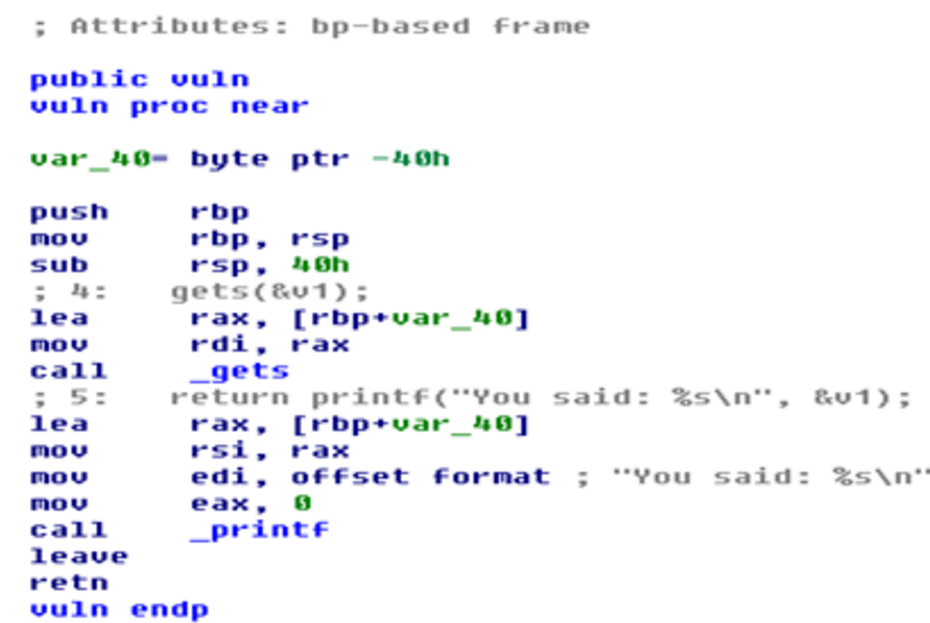 ; Attributes: bp-based frame
public vuln
vuln proc near
var_40= byte ptr -40h
push rbp
mov rbp, rsp
sub rsp, 40h
; 4: gets(&v1);
lea rax, [rbp+var_40]
mov rdi, rax
call _gets
; 5: return printf("You said: %s\n", &v1);
lea rax, [rbp+var_40]
mov rsi, rax
mov edi, offset format ; "You said: %s\n"
mov eax, 0
call _printf
leave
retn
vuln endp